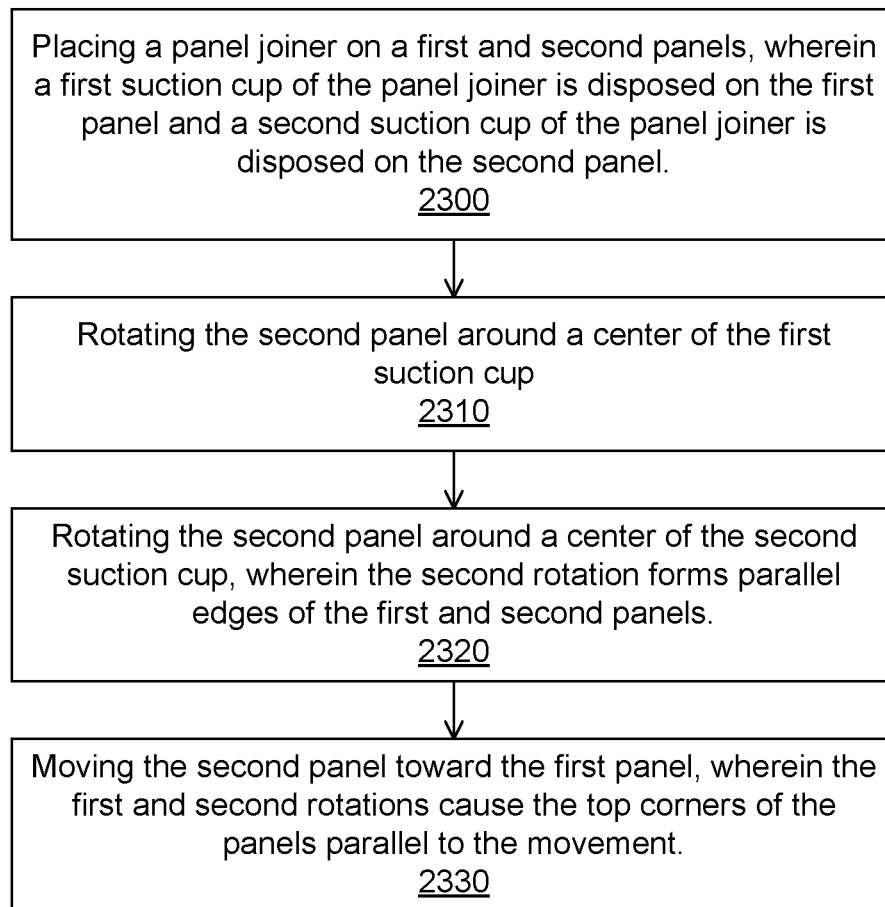 Placing a panel joiner on a first and second panels, wherein
a first suction cup of the panel joiner is disposed on the first
panel and a second suction cup of the panel joiner is
disposed on the second panel.
2300
Rotating the second panel around a center of the first
suction cup
2310
Rotating the second panel around a center of the second
suction cup, wherein the second rotation forms parallel
edges of the first and second panels.
2320
Moving the second panel toward the first panel, wherein the
first and second rotations cause the top corners of the
panels parallel to the movement.
2330